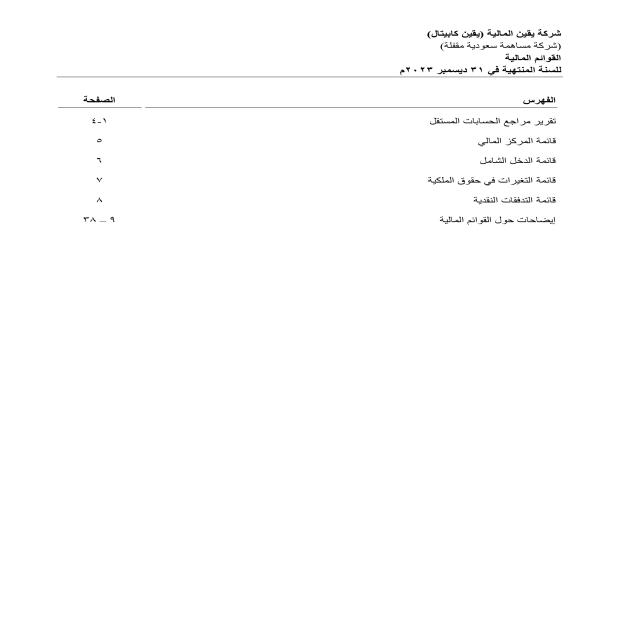 شركة يقين المالية (يقين كابيتال)
(شركة مساهمة سعودية مقفلة)
القوائم المالية
للسنة المنتهية في ٣١ ديسمبر ٢٠٢٣م
الفهرس الصفحة
تقرير مراجع الحسابات المستقل ١-٤
قائمة المركز المالي ٥
قائمة الدخل الشامل ٦
قائمة التغيرات في حقوق الملكية ٧
قائمة التدفقات النقدية ٨
إيضاحات حول القوائم المالية ٩ – ٣٨